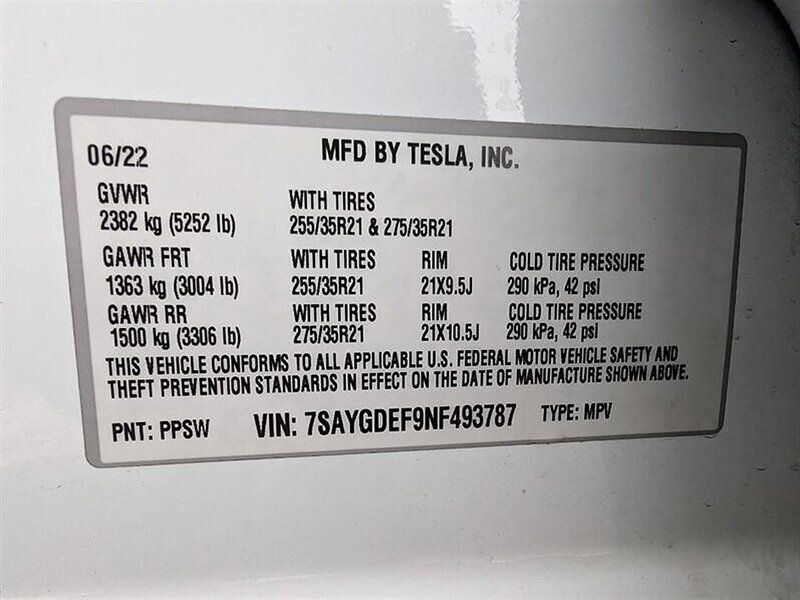 06/22 MFD BY TESLA, INC.
GVWR WITH TIRES
2382 kg (5252 lb) 255/35R21 & 275/35R21
GAWR FRT WITH TIRES RIM COLD TIRE PRESSURE
1363 kg (3004 lb) 255/35R21 21X9.5J 290 kPa, 42 psi
GAWR RR WITH TIRES RIM COLD TIRE PRESSURE
1500 kg (3306 lb) 275/35R21 21X10.5J 290 kPa, 42 psi
THIS VEHICLE CONFORMS TO ALL APPLICABLE U.S. FEDERAL MOTOR VEHICLE SAFETY AND
THEFT PREVENTION STANDARDS IN EFFECT ON THE DATE OF MANUFACTURE SHOWN ABOVE.
PNT: PPSW VIN: 7SAYGDEF9NF493787 TYPE: MPV